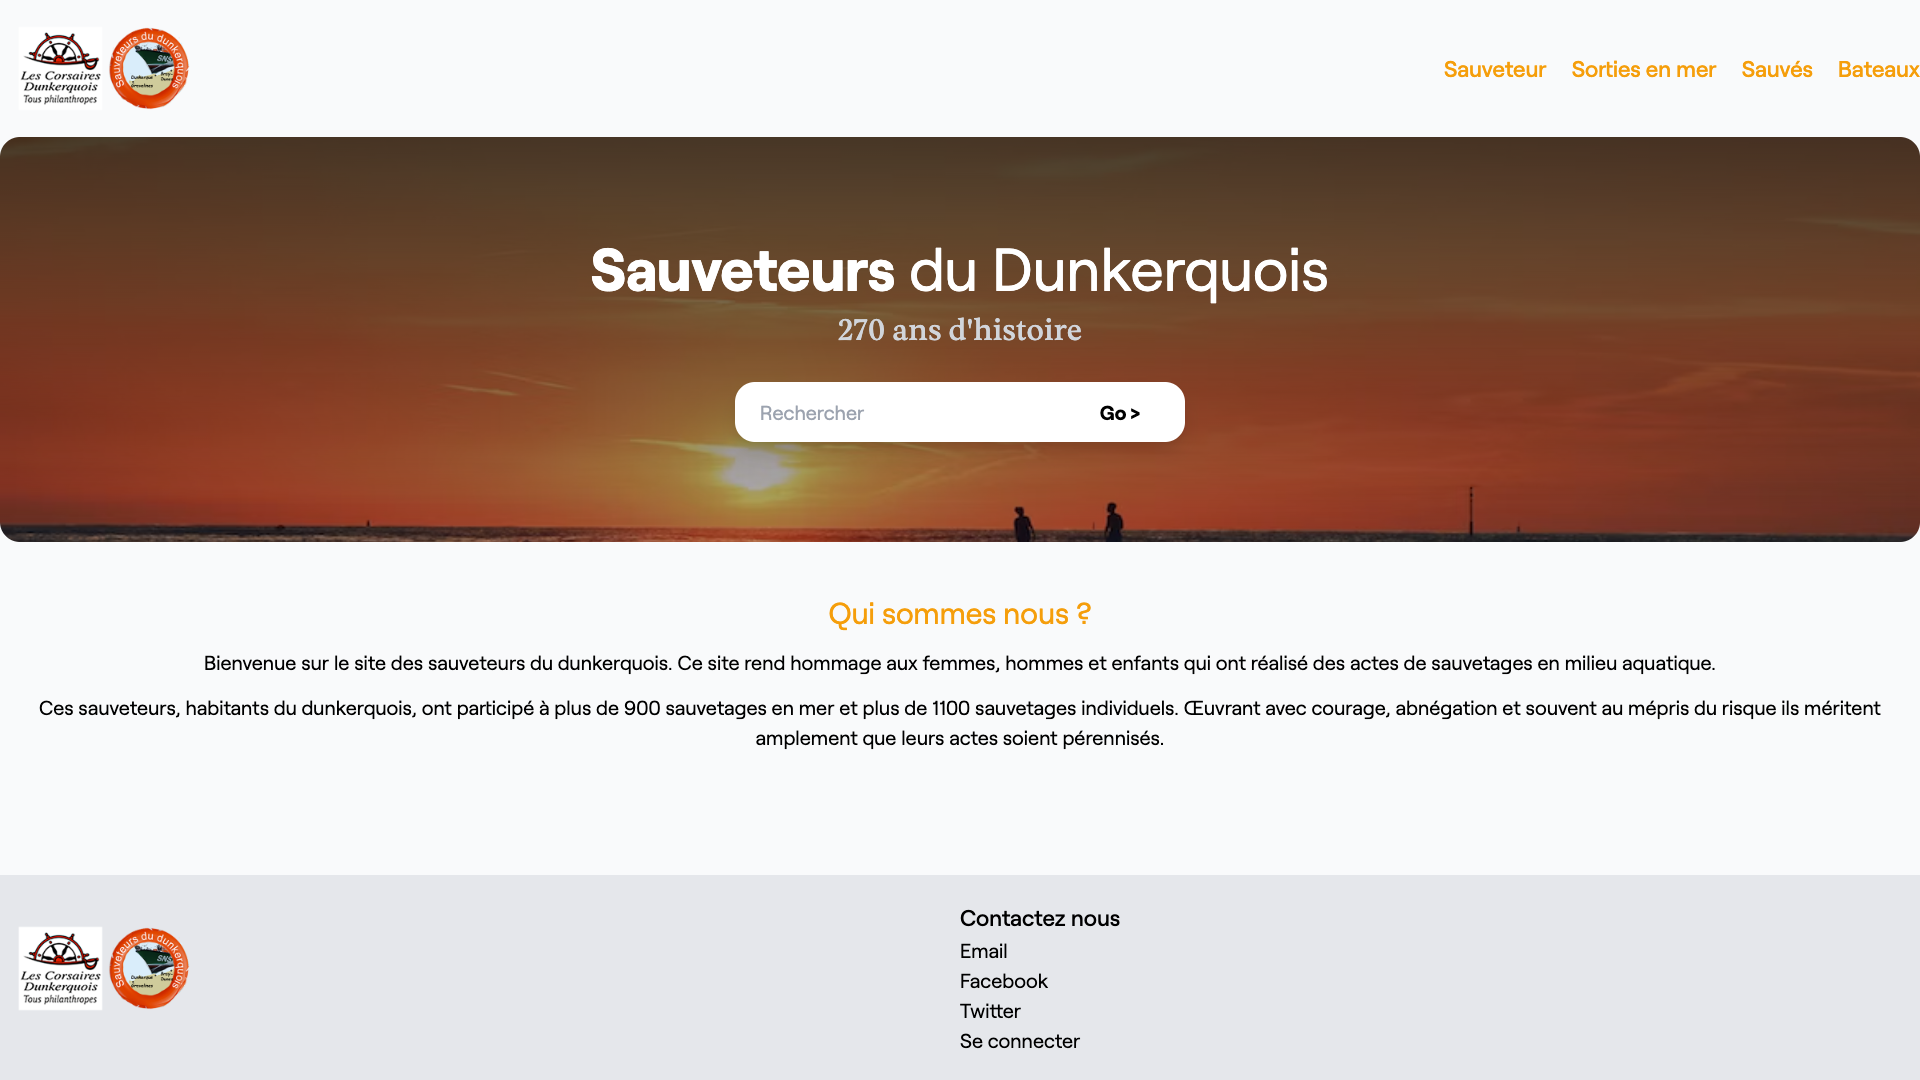 Les Corsaires
Dunkerquois
Tous philanthropes
Sauveteurs du dunkerquois
Sauveteur
Sorties en mer
Sauvés
Bateaux
Sauveteurs du Dunkerquois
270 ans d'histoire
Rechercher
Go >
Qui sommes nous ?
Bienvenue sur le site des sauveteurs du dunkerquois. Ce site rend hommage aux femmes, hommes et enfants qui ont réalisé des actes de sauvetages en milieu aquatique.
Ces sauveteurs, habitants du dunkerquois, ont participé à plus de 900 sauvetages en mer et plus de 1100 sauvetages individuels. Œuvrant avec courage, abnégation et souvent au mépris du risque ils méritent
amplement que leurs actes soient pérennisés.
Les Corsaires
Dunkerquois
Tous philanthropes
Sauveteurs du dunkerquois
Contactez nous
Email
Facebook
Twitter
Se connecter